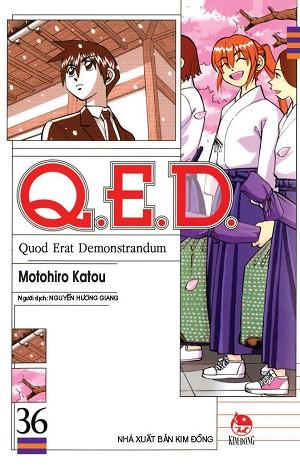 Q.E.D.
Quod Erat Demonstrandum
Motohiro Katou
Người dịch: NGUYỄN HƯƠNG GIANG
36
NHÀ XUẤT BẢN KIM ĐỒNG
KIM ĐỒNG